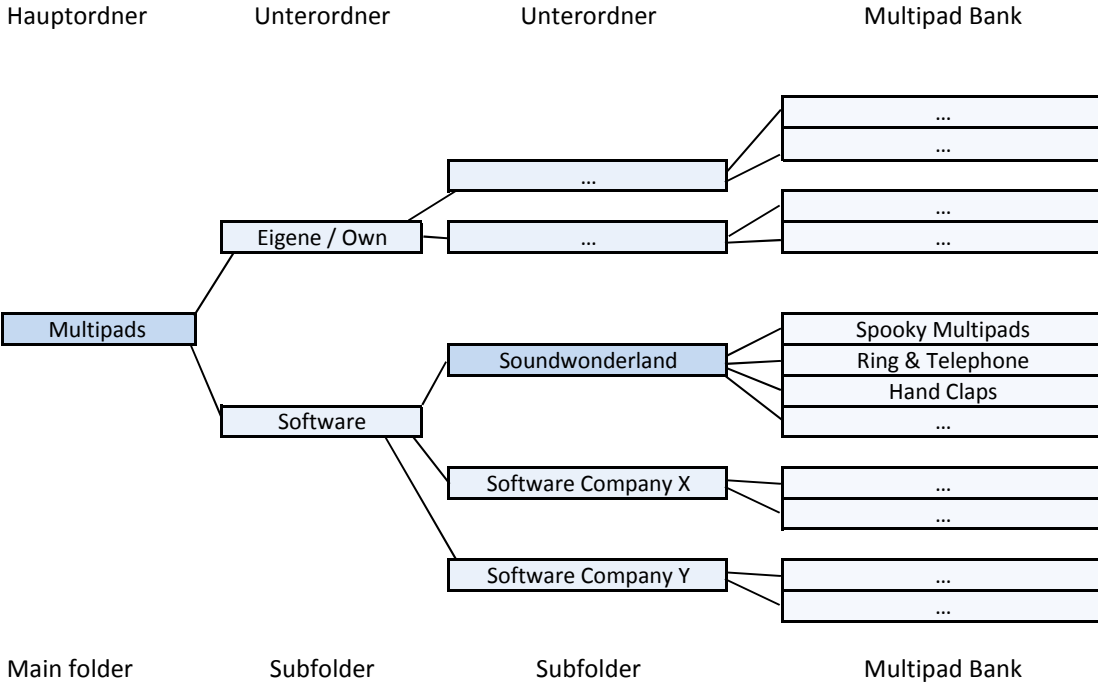 Hauptordner Unterordner Unterordner Multipad Bank
...
...
...
...
Eigene / Own ... ...
Multipads Spooky Multipads
Soundwonderland Ring & Telephone
Hand Claps
Software ...
Software Company X ...
...
Software Company Y ...
...
Main folder Subfolder Subfolder Multipad Bank